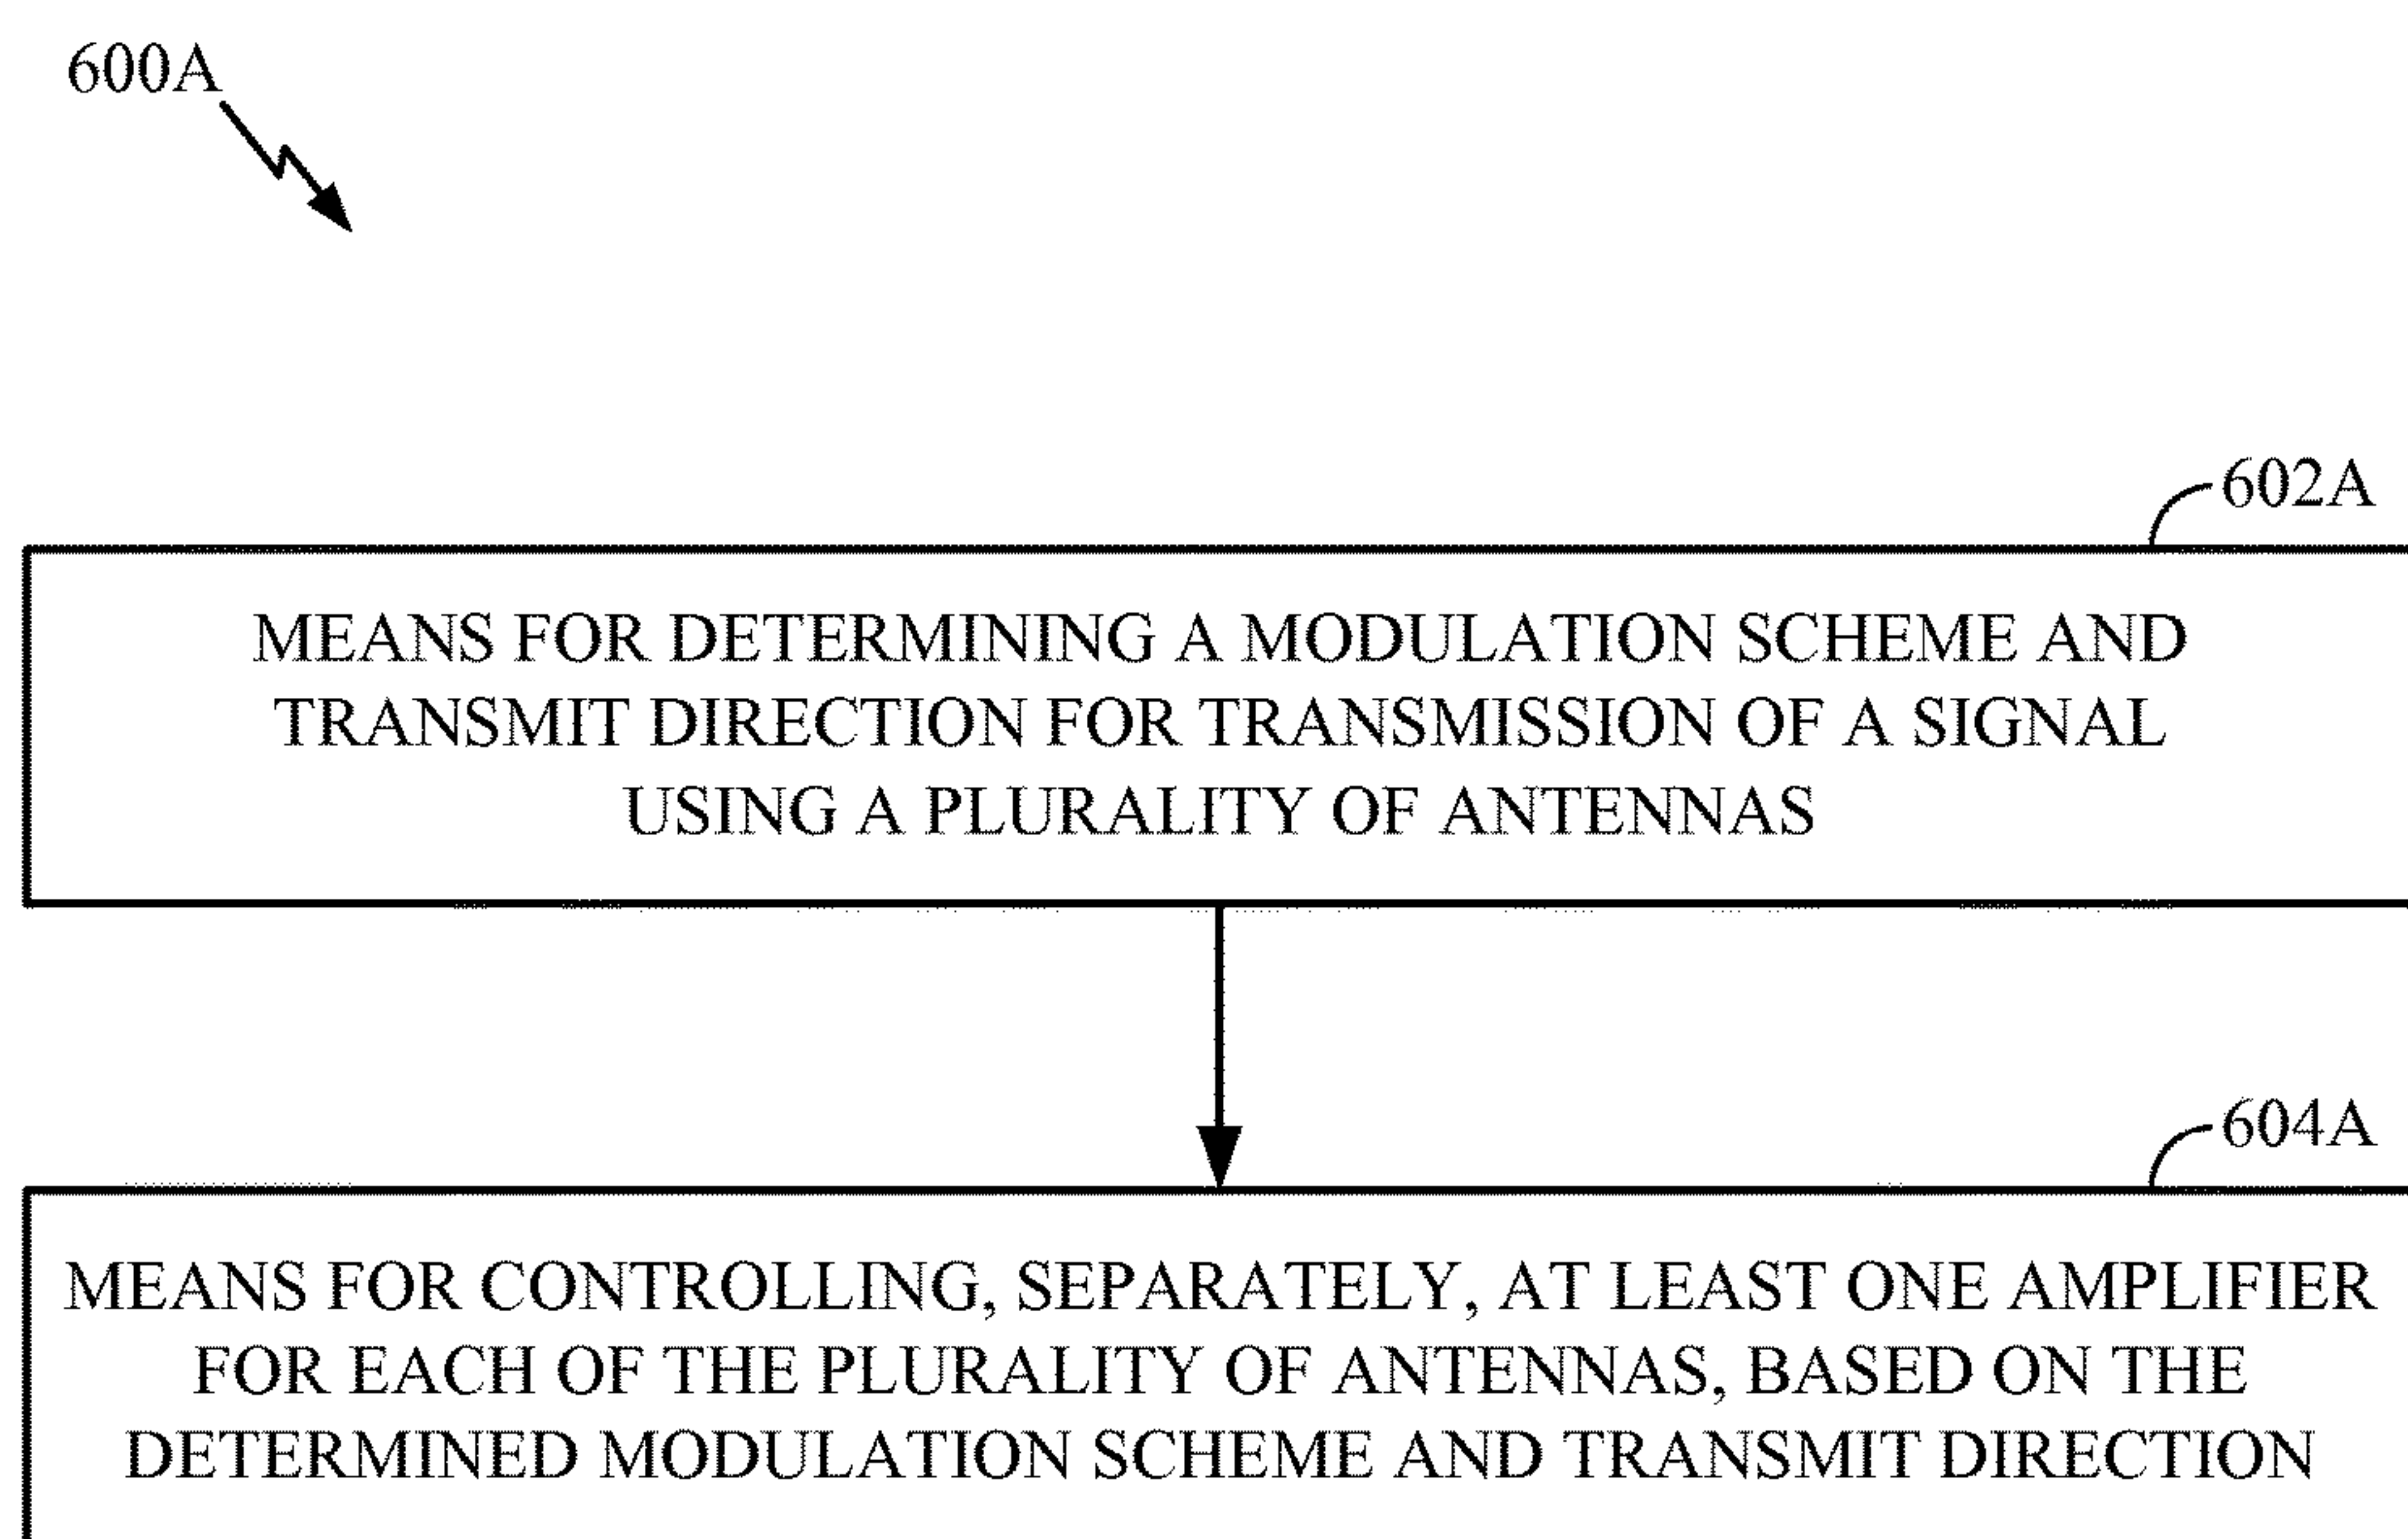 600A
602A
MEANS FOR DETERMINING A MODULATION SCHEME AND
TRANSMIT DIRECTION FOR TRANSMISSION OF A SIGNAL
USING A PLURALITY OF ANTENNAS
604A
MEANS FOR CONTROLLING, SEPARATELY, AT LEAST ONE AMPLIFIER
FOR EACH OF THE PLURALITY OF ANTENNAS, BASED ON THE
DETERMINED MODULATION SCHEME AND TRANSMIT DIRECTION